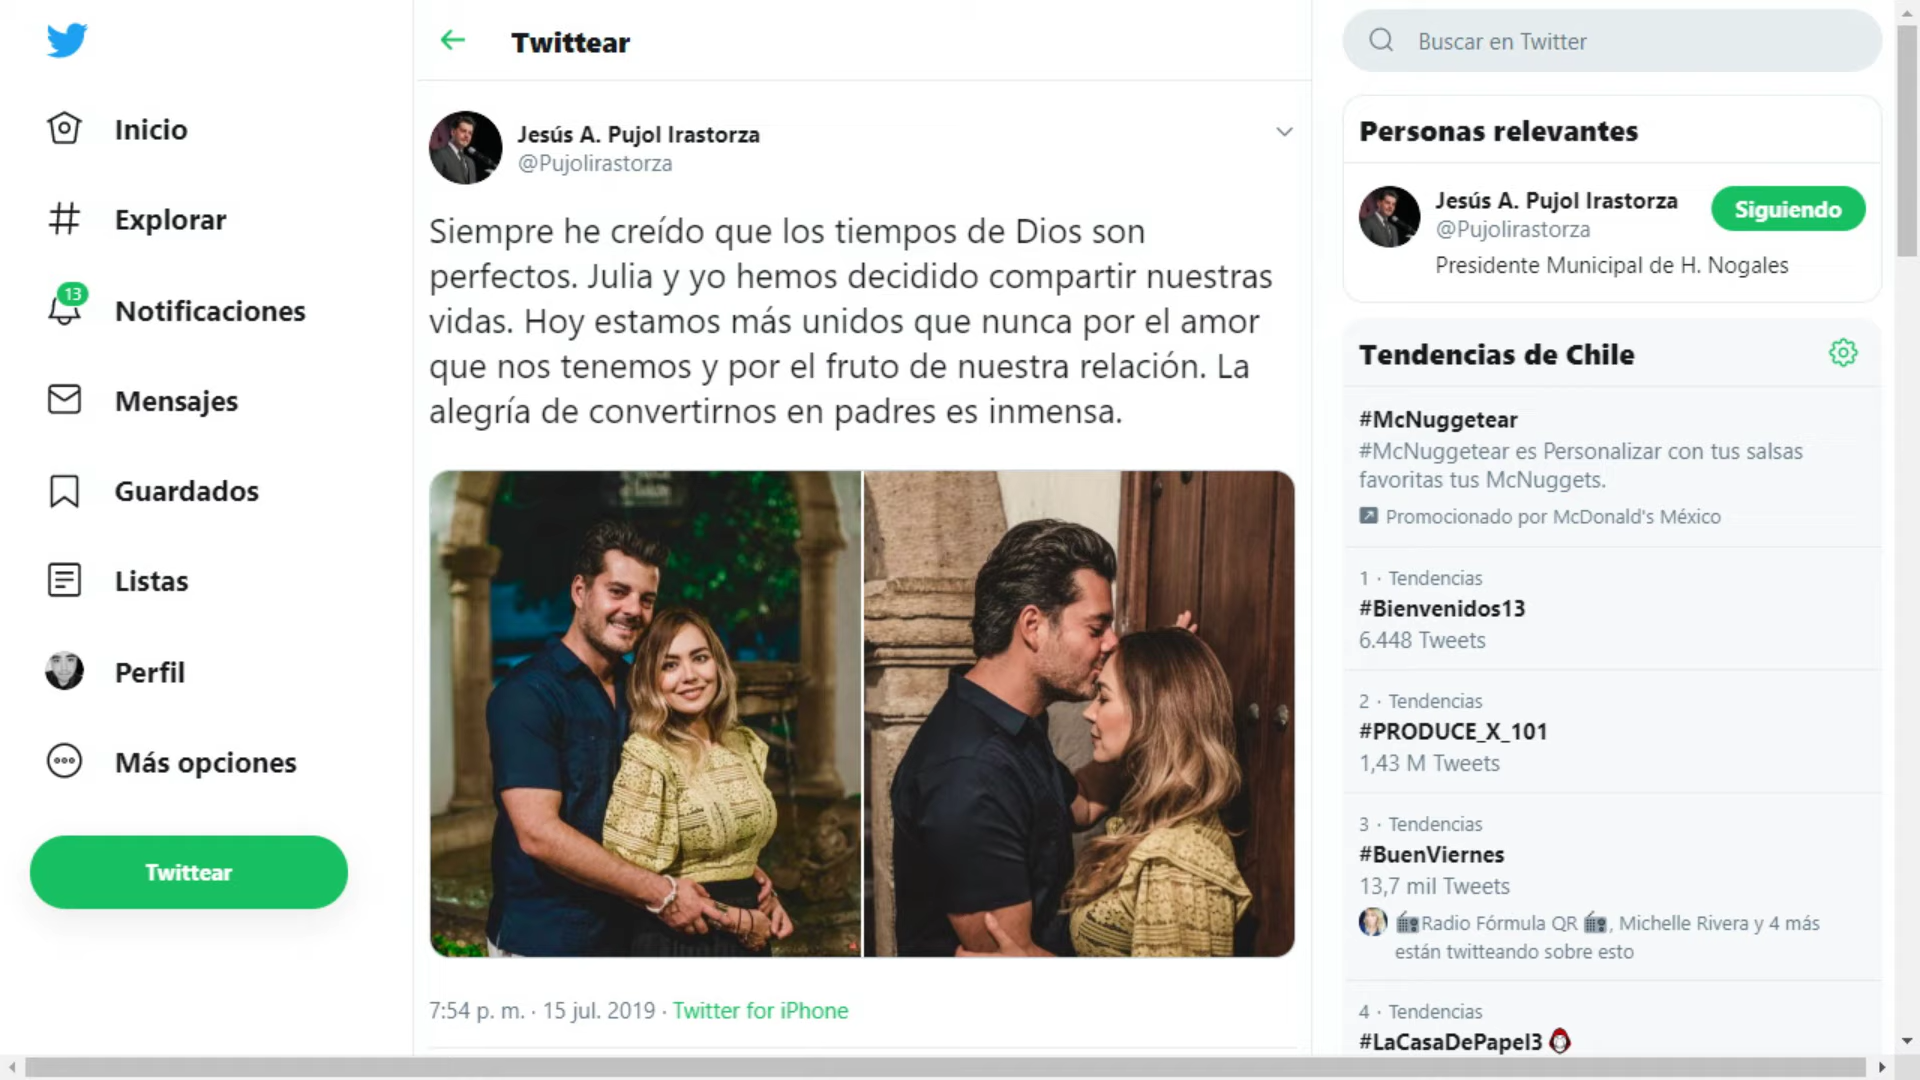 Inicio
Explorar
13
Notificaciones
Mensajes
Guardados
Listas
Perfil
Más opciones
Twittear
Twittear
Jesús A. Pujol Irastorza
@Pujolirastorza
Siempre he creído que los tiempos de Dios son
perfectos. Julia y yo hemos decidido compartir nuestras
vidas. Hoy estamos más unidos que nunca por el amor
que nos tenemos y por el fruto de nuestra relación. La
alegría de convertirnos en padres es inmensa.
7:54 p. m. · 15 jul. 2019 · Twitter for iPhone
Buscar en Twitter
Personas relevantes
Jesús A. Pujol Irastorza
@Pujolirastorza
Siguiendo
Presidente Municipal de H. Nogales
Tendencias de Chile
#McNuggetear
#McNuggetear es Personalizar con tus salsas
favoritas tus McNuggets.
Promocionado por McDonald's México
1 · Tendencias
#Bienvenidos13
6.448 Tweets
2 · Tendencias
#PRODUCE_X_101
1,43 M Tweets
3 · Tendencias
#BuenViernes
13,7 mil Tweets
📻Radio Fórmula QR 📻, Michelle Rivera y 4 más
están twitteando sobre esto
4 · Tendencias
#LaCasaDePapel3